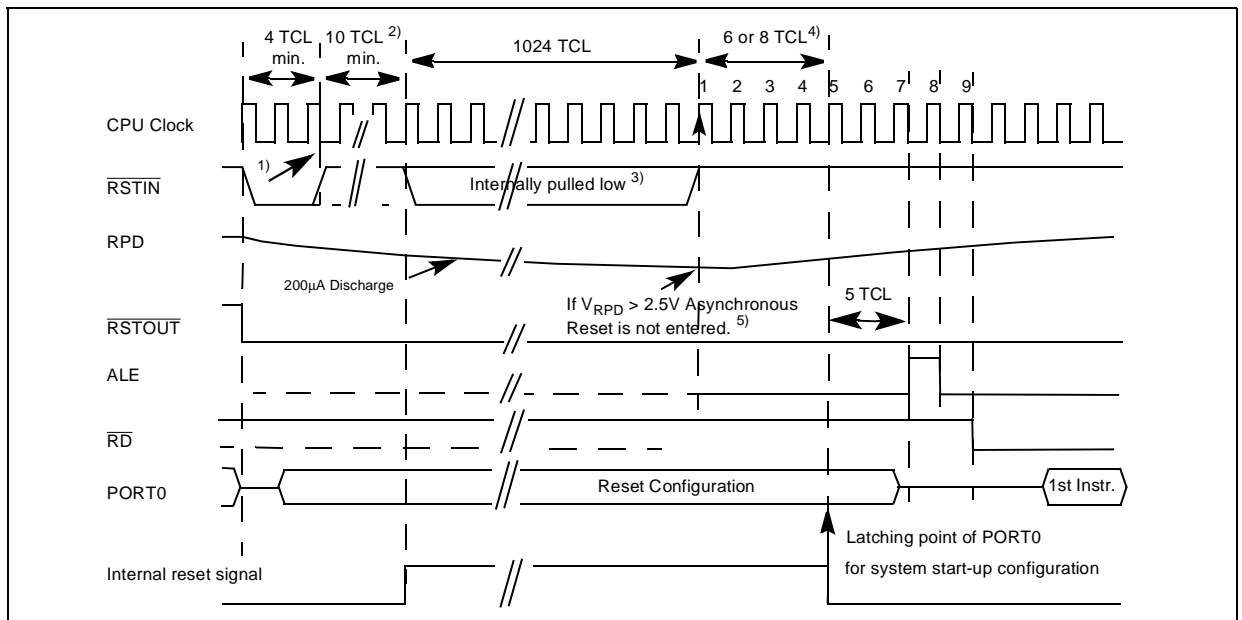 4 TCL min.
10 TCL 2) min.
1024 TCL
6 or 8 TCL4)
1 2 3 4 5 6 7 8 9
CPU Clock
1)
RSTIN
Internally pulled low 3)
RPD
200µA Discharge
If VRPD > 2.5V Asynchronous
Reset is not entered. 5)
5 TCL
RSTOUT
ALE
RD
PORT0
Reset Configuration
1st Instr.
Latching point of PORT0
for system start-up configuration
Internal reset signal